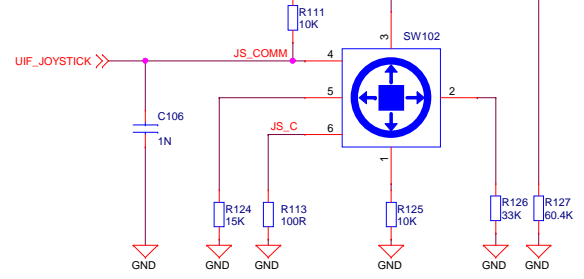 R111
10K
3
SW102
UIF_JOYSTICK
JS_COMM
4
5
2
C106
1N
JS_C
6
1
R124
15K
R113
100R
R125
10K
R126
33K
R127
60.4K
GND
GND
GND
GND
GND
GND